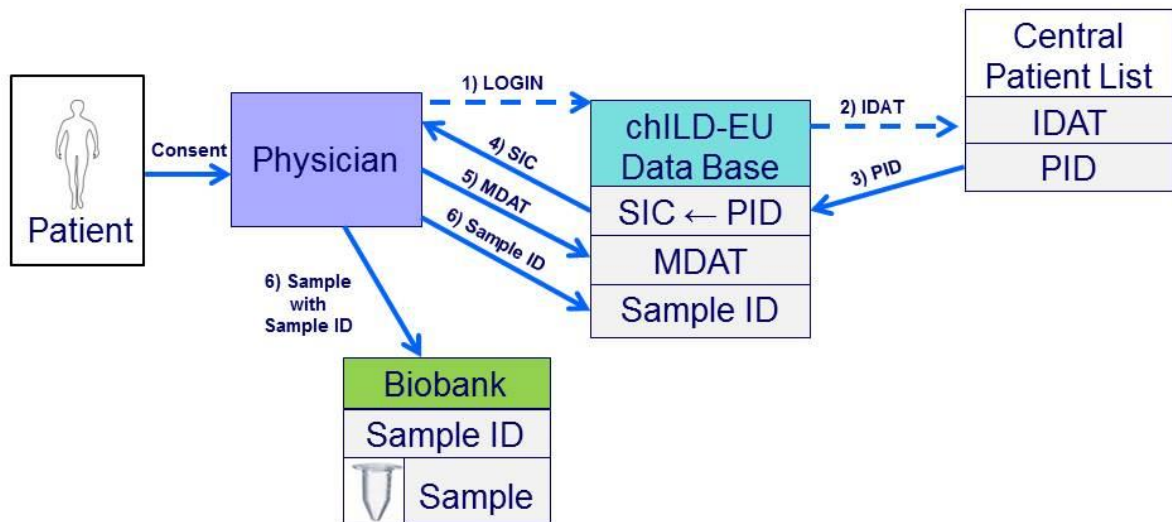 Patient
Consent
Physician
1) LOGIN
4) SIC
5) MDAT
6) Sample ID
6) Sample
with
Sample ID
chILD-EU
Data Base
SIC ← PID
MDAT
Sample ID
2) IDAT
3) PID
Central
Patient List
IDAT
PID
Biobank
Sample ID
Sample